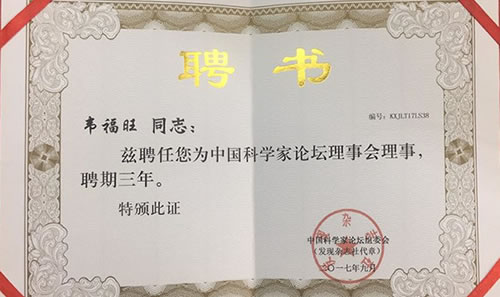 聘书
编号：KXJLT17LS38
韦福旺 同志：
兹聘任您为中国科学家论坛理事会理事，
聘期三年。
特颁此证
中国科学家论坛组委会
（发现杂志社代章）
二〇一七年九月